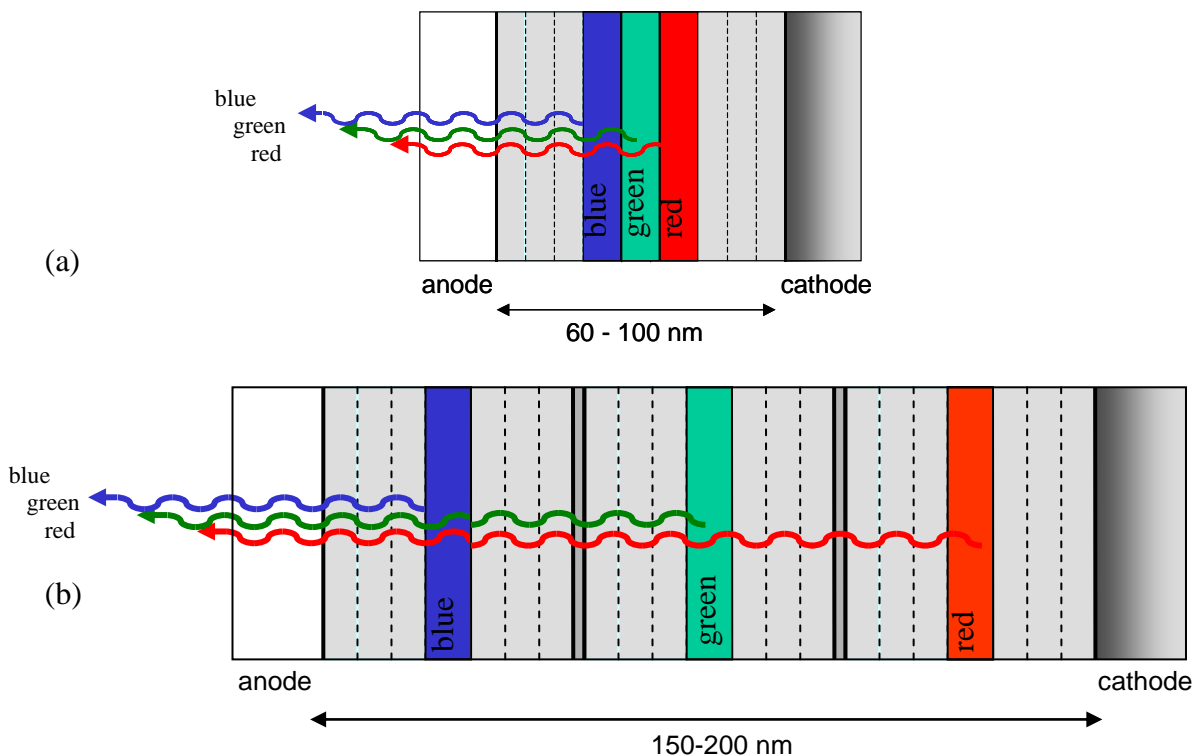 blue
green
red
blue
green
red
(a)
anode
cathode
60 - 100 nm
blue
green
red
blue
green
red
(b)
anode
cathode
150-200 nm